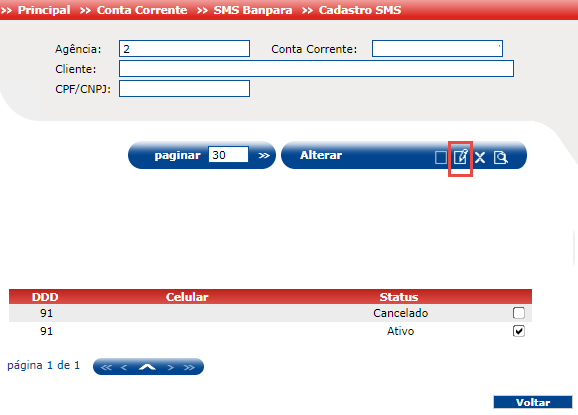 >> Principal >> Conta Corrente >> SMS Banpara >> Cadastro SMS
Agência: 2 Conta Corrente:
Cliente:
CPF/CNPJ:
paginar 30 >> Alterar
DDD Celular Status
91 Cancelado
91 Ativo
página 1 de 1 << < > >>
Voltar